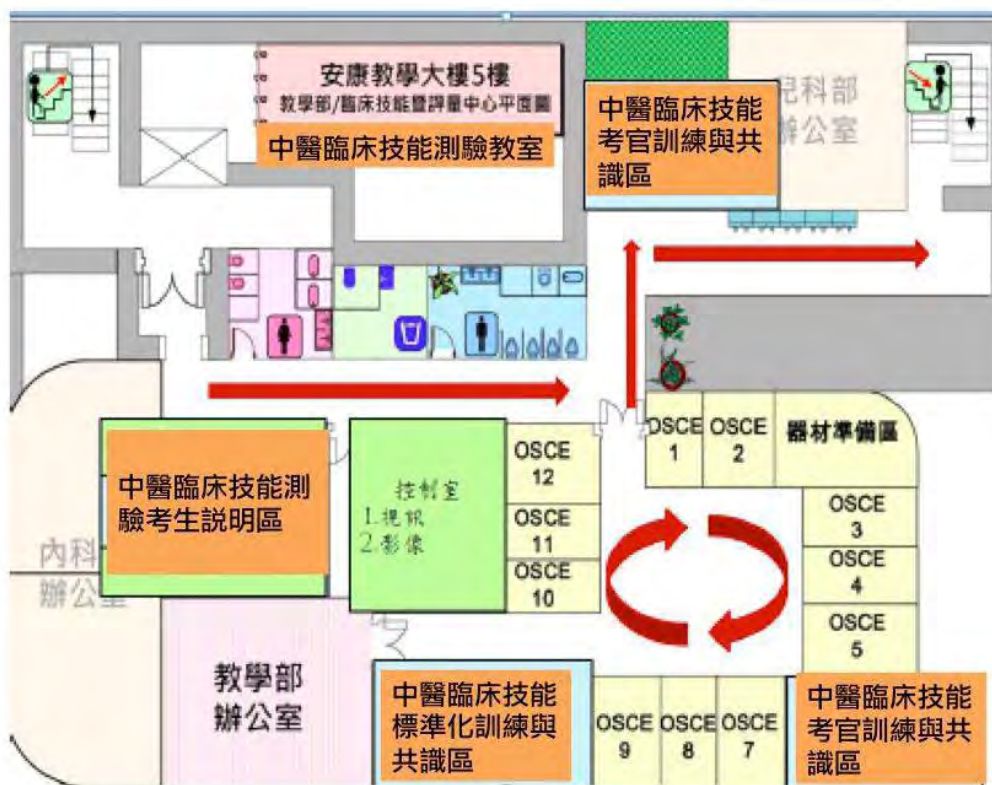 安康教學大樓5樓
教學部/臨床技能暨評量中心平面圖
中醫臨床技能測驗教室
中醫臨床技能
考官訓練與共
識區
兒科部
辦公室
中醫臨床技能測
驗考生說明區
內科
辦公室
控制室
1.視訊
2.影像
OSCE
12
OSCE
11
OSCE
10
OSCE
1
OSCE
2
器材準備區
OSCE
3
OSCE
4
OSCE
5
教學部
辦公室
中醫臨床技能
標準化訓練與
共識區
OSCE
9
OSCE
8
OSCE
7
中醫臨床技能
考官訓練與共
識區